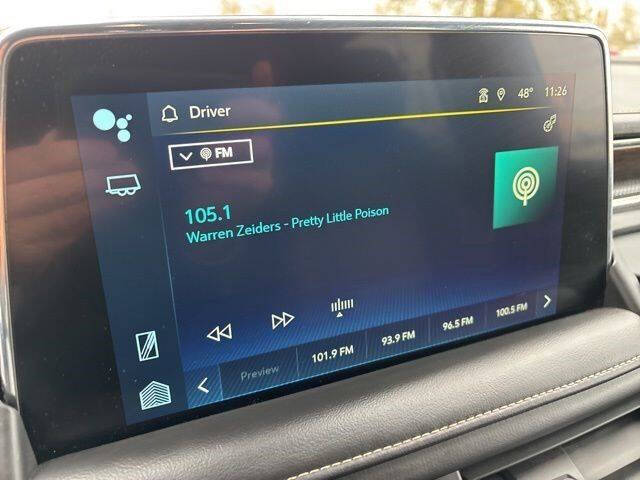 Driver
48° 11:26
FM
105.1
Warren Zeiders - Pretty Little Poison
Preview 101.9 FM 93.9 FM 96.5 FM 100.5 FM